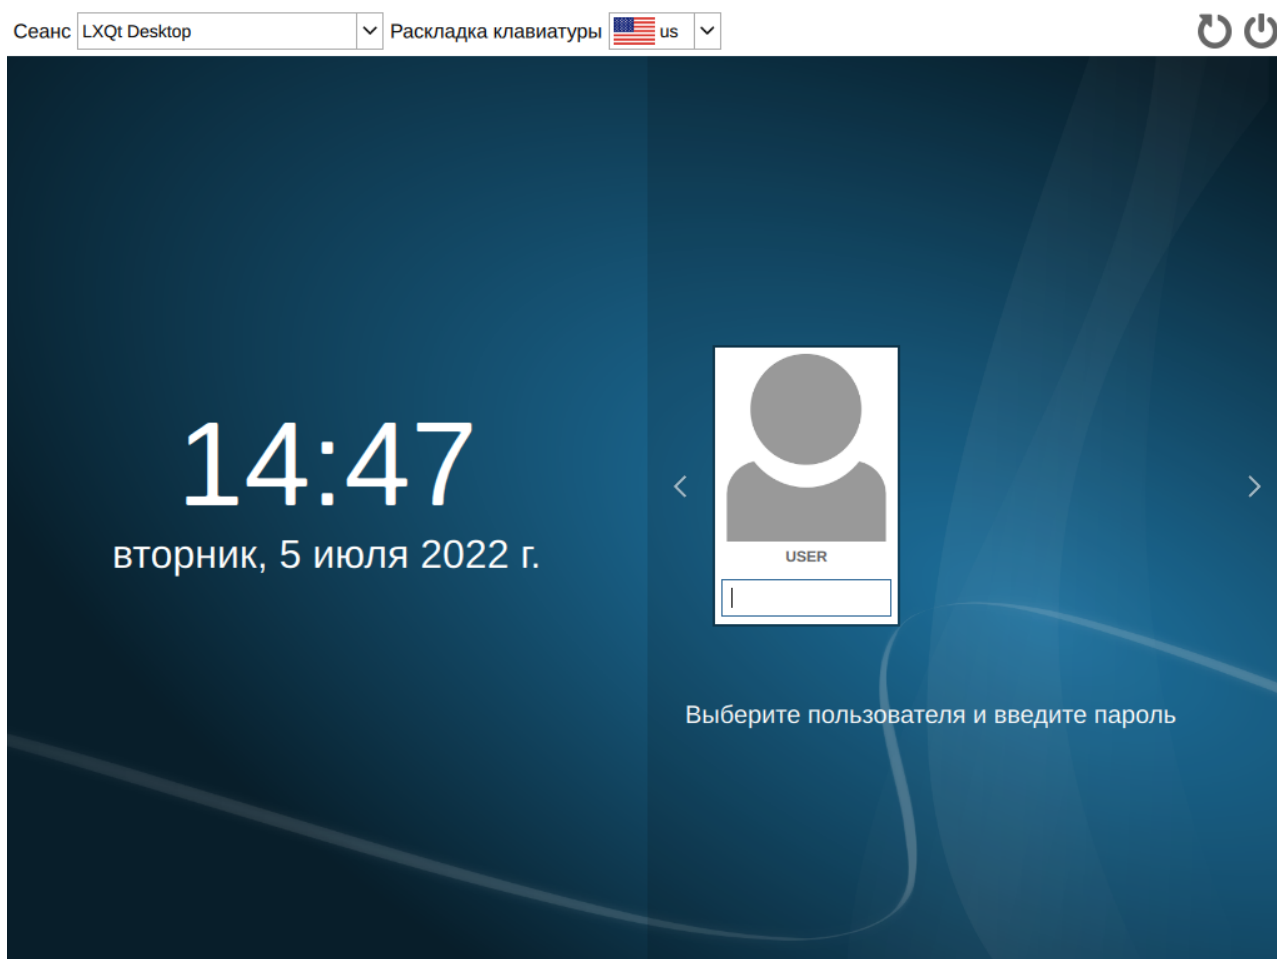 Сеанс LXQt Desktop Раскладка клавиатуры us
14:47
вторник, 5 июля 2022 г.
USER
Выберите пользователя и введите пароль